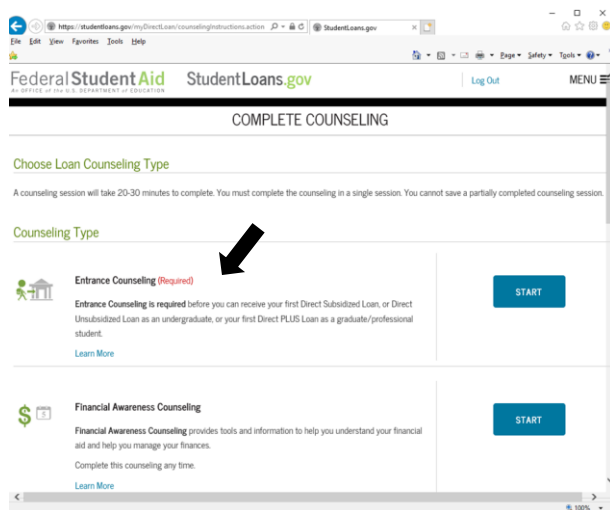 https://studentloans.gov/myDirectLoan/counselingInstructions.action
StudentLoans.gov
File Edit View Favorites Tools Help
Page Safety Tools
Federal Student Aid
An OFFICE of the U.S. DEPARTMENT of EDUCATION
StudentLoans.gov
Log Out
MENU
COMPLETE COUNSELING
Choose Loan Counseling Type
A counseling session will take 20-30 minutes to complete. You must complete the counseling in a single session. You cannot save a partially completed counseling session.
Counseling Type
Entrance Counseling (Required)
Entrance Counseling is required before you can receive your first Direct Subsidized Loan, or Direct
Unsubsidized Loan as an undergraduate, or your first Direct PLUS Loan as a graduate/professional
student.
Learn More
START
$
Financial Awareness Counseling
Financial Awareness Counseling provides tools and information to help you understand your financial
aid and help you manage your finances.
Complete this counseling any time.
Learn More
START
100%